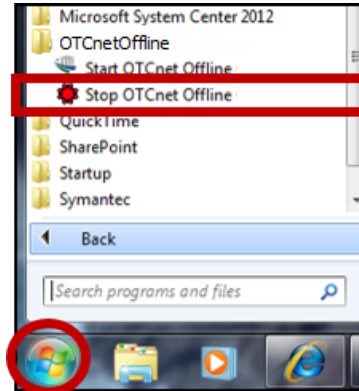 Microsoft System Center 2012
OTCnetOffline
Start OTCnet Offline
Stop OTCnet Offline
QuickTime
SharePoint
Startup
Symantec
Back
Search programs and files